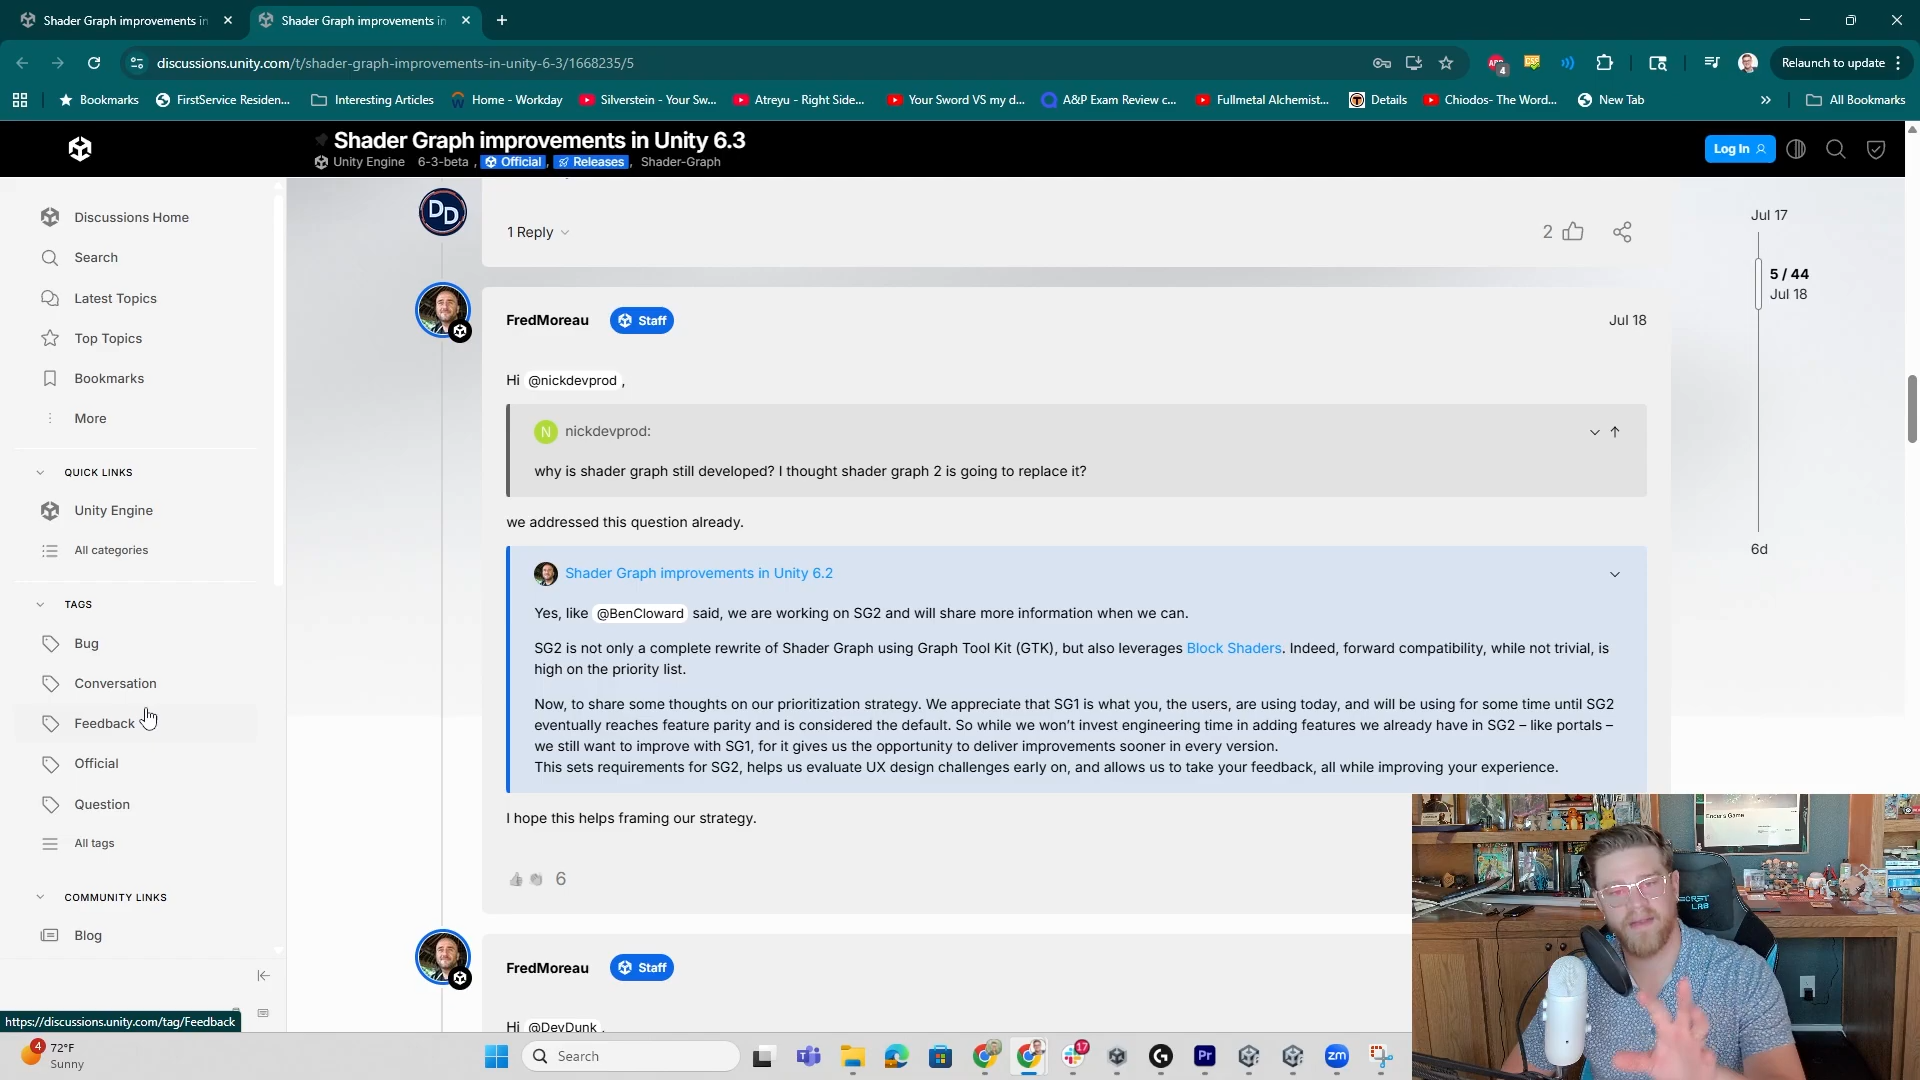 Shader Graph improvements in
Shader Graph improvements in
discussions.unity.com/t/shader-graph-improvements-in-unity-6-3/1668235/5
4
Relaunch to update
Bookmarks
FirstService Residen...
Interesting Articles
Home - Workday
Silverstein - Your Sw...
Atreyu - Right Side...
Your Sword VS my d...
A&P Exam Review c...
Fullmetal Alchemist...
Details
Chiodos- The Word...
New Tab
All Bookmarks
Shader Graph improvements in Unity 6.3
Unity Engine 6-3-beta , Official, Releases, Shader-Graph
Log In
Discussions Home
Search
Latest Topics
Top Topics
Bookmarks
More
QUICK LINKS
Unity Engine
All categories
TAGS
Bug
Conversation
Feedback
Official
Question
All tags
COMMUNITY LINKS
Blog
https://discussions.unity.com/tag/Feedback
DD
1 Reply
2
FredMoreau
Staff
Jul 18
Hi @nickdevprod ,
N nickdevprod:
why is shader graph still developed? I thought shader graph 2 is going to replace it?
we addressed this question already.
Shader Graph improvements in Unity 6.2
Yes, like @BenCloward said, we are working on SG2 and will share more information when we can.
SG2 is not only a complete rewrite of Shader Graph using Graph Tool Kit (GTK), but also leverages Block Shaders. Indeed, forward compatibility, while not trivial, is
high on the priority list.
Now, to share some thoughts on our prioritization strategy. We appreciate that SG1 is what you, the users, are using today, and will be using for some time until SG2
eventually reaches feature parity and is considered the default. So while we won't invest engineering time in adding features we already have in SG2 – like portals –
we still want to improve with SG1, for it gives us the opportunity to deliver improvements sooner in every version.
This sets requirements for SG2, helps us evaluate UX design challenges early on, and allows us to take your feedback, all while improving your experience.
I hope this helps framing our strategy.
6
FredMoreau
Staff
Hi @DevDunk .
Jul 17
5 / 44
Jul 18
6d
Ender's Game
4
72°F
Sunny
Search
17
Pr
zm